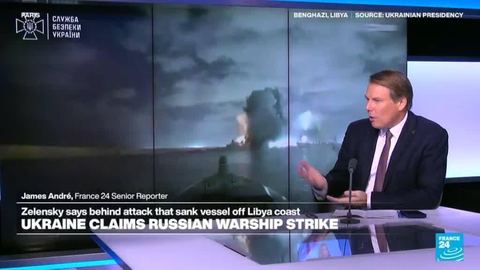 PARIS
СЛУЖБА
БЕЗПЕКИ
УКРАЇНИ
BENGHAZI, LIBYA | SOURCE: UKRAINIAN PRESIDENCY
James André, France 24 Senior Reporter
Zelensky says behind attack that sank vessel off Libya coast
UKRAINE CLAIMS RUSSIAN WARSHIP STRIKE
FRANCE
24